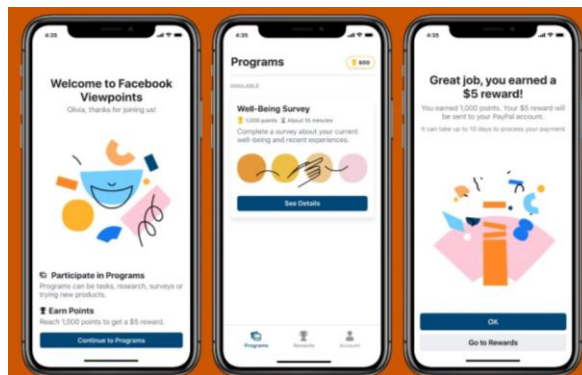 4:35
Welcome to Facebook
Viewpoints
Olivia, thanks for joining us!
Participate in Programs
Programs can be tasks, research, surveys or
trying new products.
Earn Points
Reach 1,000 points to get a $5 reward.
Continue to Programs
4:35
Programs
600
AVAILABLE
Well-Being Survey
1,000 points About 15 minutes
Complete a survey about your current
well-being and recent experiences.
See Details
Programs
Rewards
Account
4:35
Great job, you earned a
$5 reward!
You earned 1,000 points. Your $5 reward will
be sent to your PayPal account.
It can take up to 10 days to process your payment.
OK
Go to Rewards